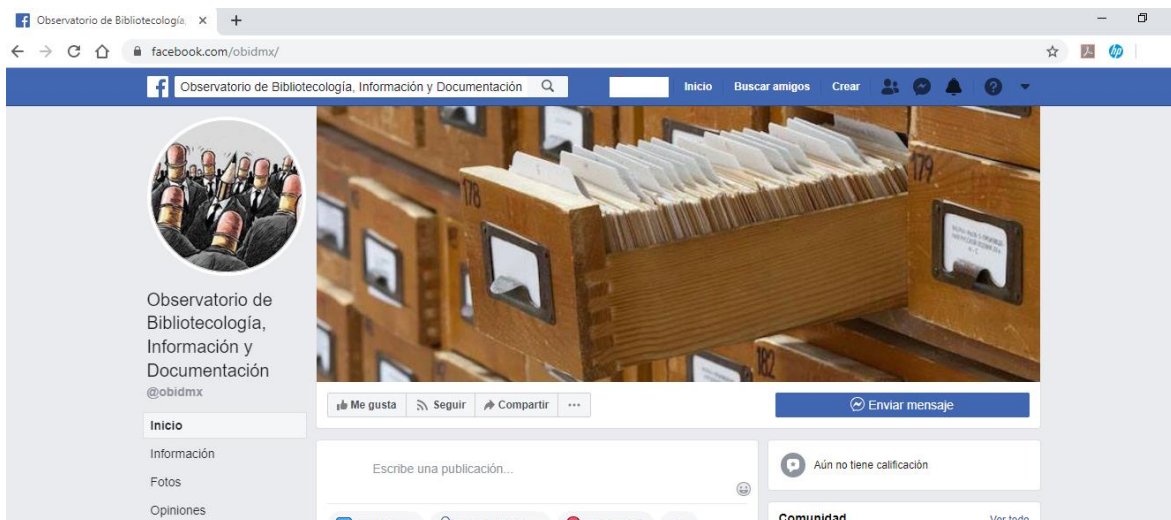 Observatorio de Bibliotecología,
facebook.com/obidmx/
Observatorio de Bibliotecología, Información y Documentación
Inicio
Buscar amigos
Crear
178
179
182
Observatorio de
Bibliotecología,
Información y
Documentación
@obidmx
Me gusta
Seguir
Compartir
Enviar mensaje
Inicio
Información
Fotos
Opiniones
Escribe una publicación...
Aún no tiene calificación
Comunidad
Ver todo